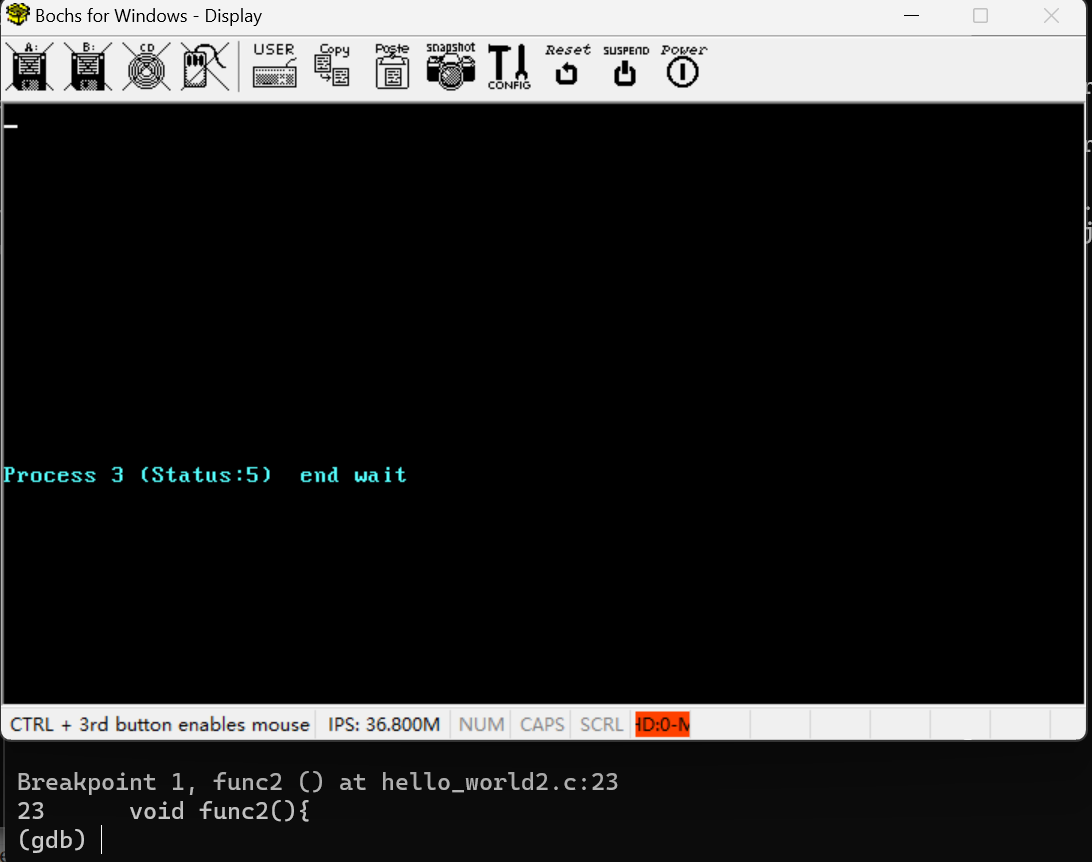 Bochs for Windows - Display
A: B: CD USER Copy Paste snapshot CONFIG Reset SUSPEND Power
Process 3 (Status:5)  end wait
CTRL + 3rd button enables mouse IPS: 36.800M NUM CAPS SCRL HD:0-M
Breakpoint 1, func2 () at hello_world2.c:23
23      void func2(){
(gdb)